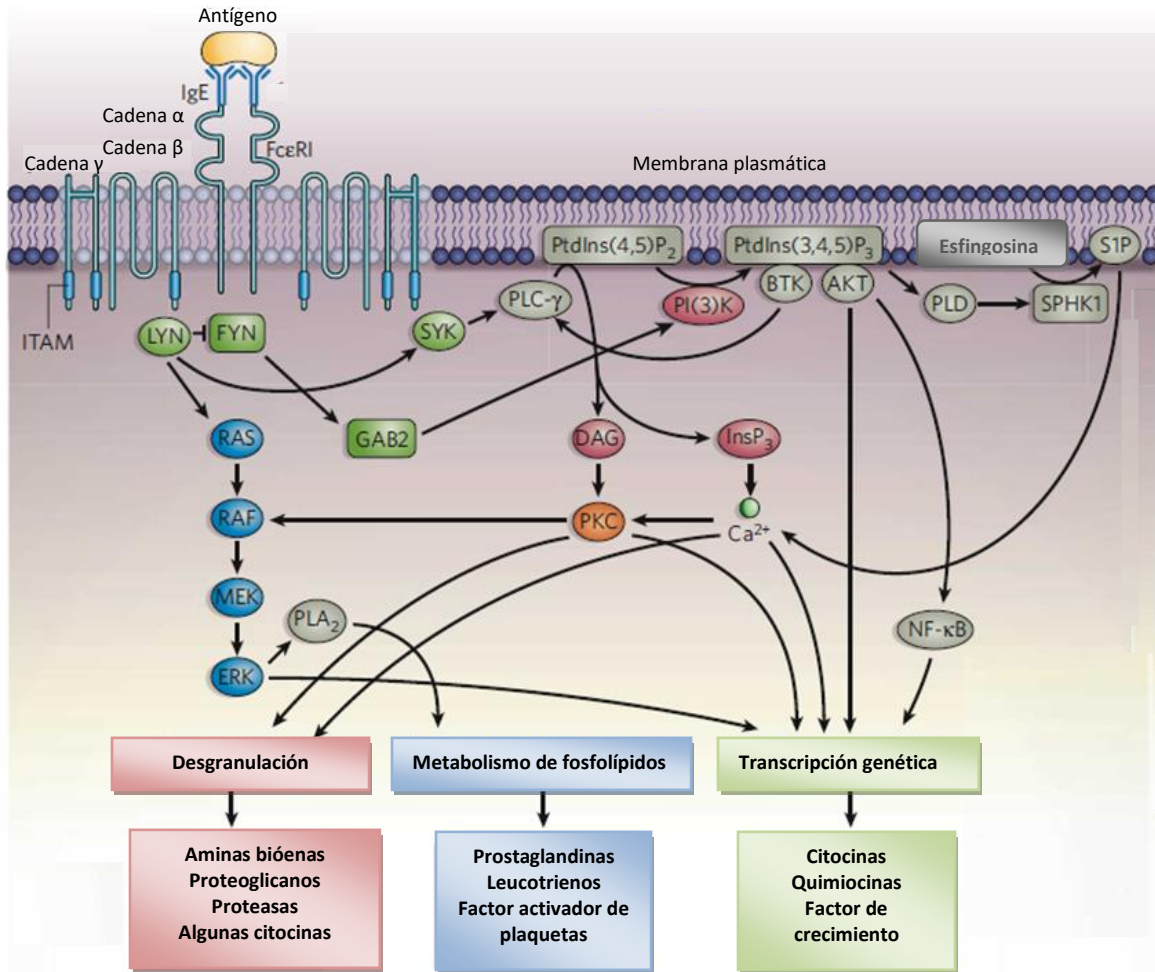 Antígeno
IgE
Cadena α
Cadena β
FcεRI
Cadena γ
Membrana plasmática
PtdIns(4,5)P₂
PtdIns(3,4,5)P₃
Esfingosina
S1P
BTK
AKT
PLC-γ
PI(3)K
PLD
SPHK1
ITAM
LYN
FYN
SYK
RAS
GAB2
DAG
InsP₃
RAF
PKC
Ca²⁺
MEK
PLA₂
NF-κB
ERK
Desgranulación
Metabolismo de fosfolípidos
Transcripción genética
Aminas bióenas
Proteoglicanos
Proteasas
Algunas citocinas
Prostaglandinas
Leucotrienos
Factor activador de
plaquetas
Citocinas
Quimiocinas
Factor de
crecimiento